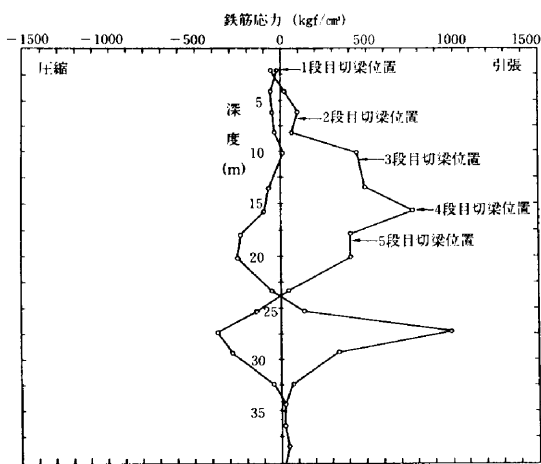 鉄筋応力 (kgf/cm²)
-1500 -1000 -500 0 500 1000 1500
圧縮
引張
1段目切梁位置
5
深
2段目切梁位置
度
10
3段目切梁位置
(m)
15
4段目切梁位置
5段目切梁位置
20
25
30
35